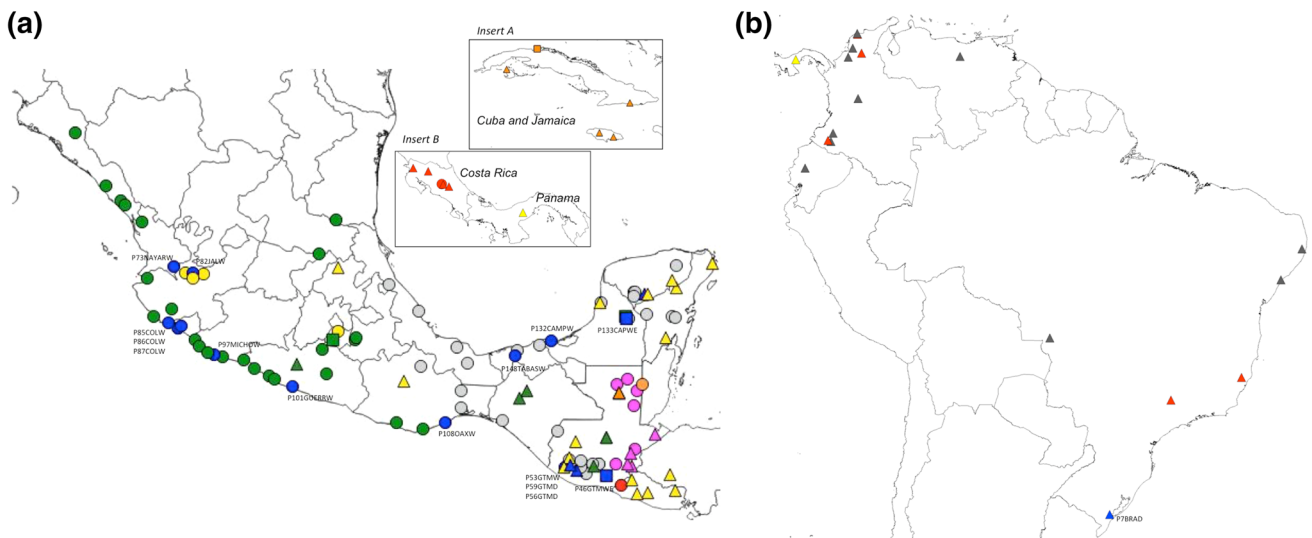 (a)
Insert A
Cuba and Jamaica
Insert B
Costa Rica
Panama
P73NAYARW
P82JALW
P85COLW
P86COLW
P87COLW
P97MICHOW
P101GUERRW
P108OAXW
P132CAMPW
P133CAPWE
P148TABASW
P53GTMW
P59GTMD
P56GTMD
P46GTMWE
(b)
P7BRAD